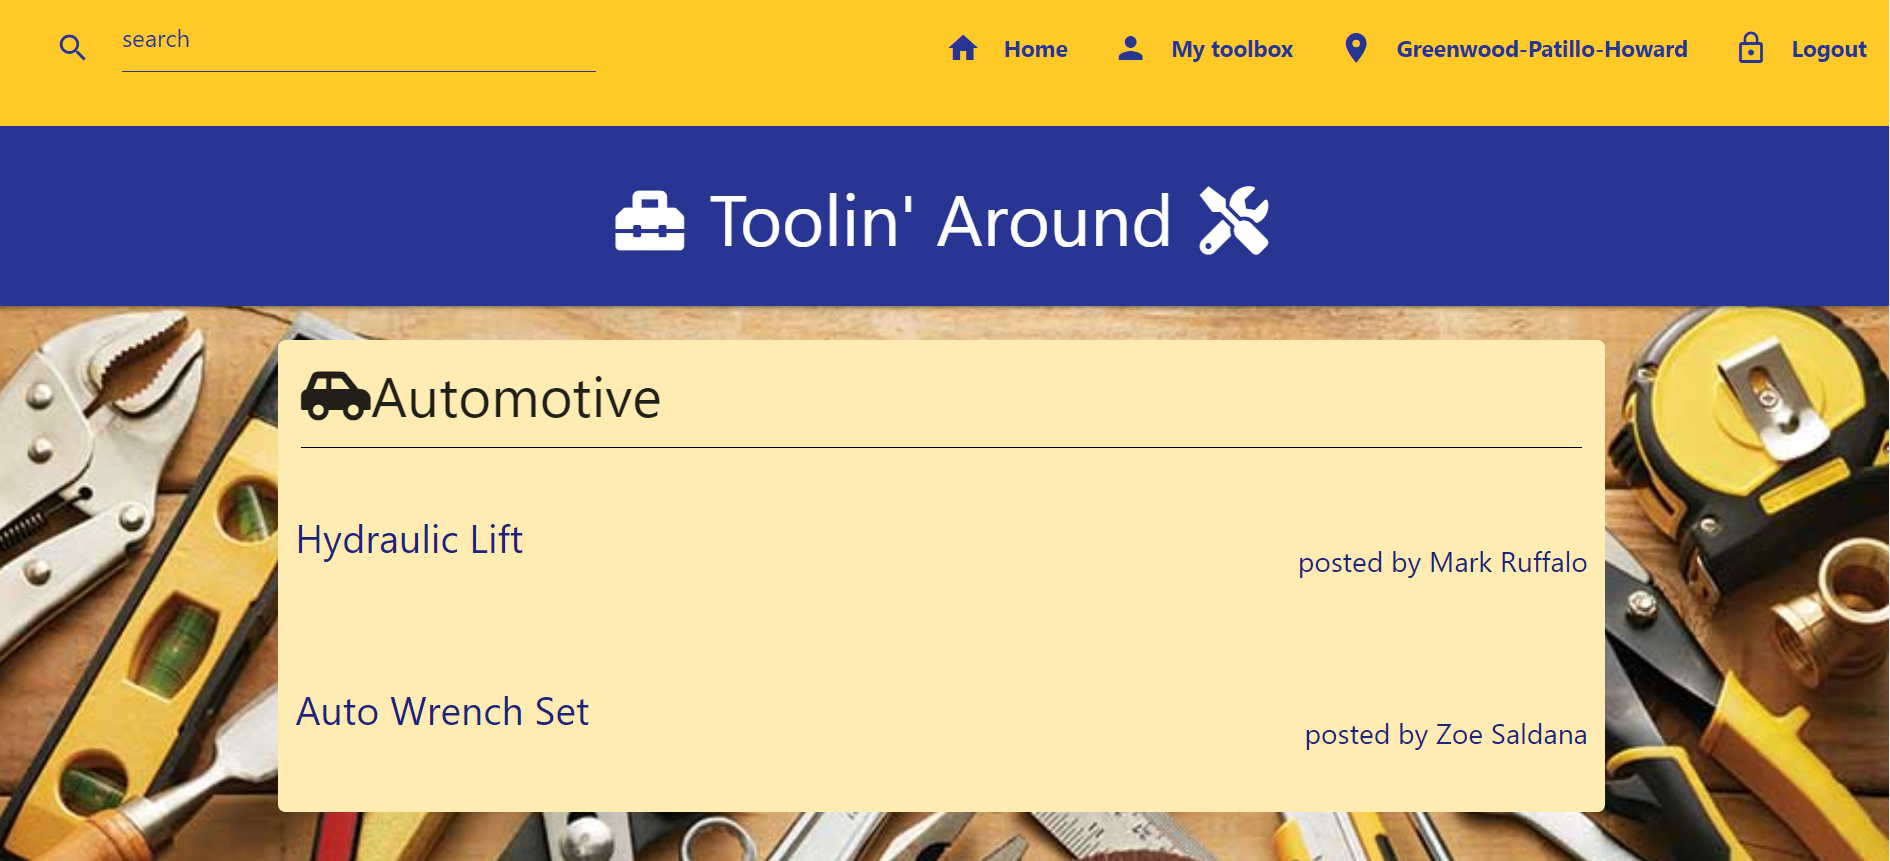 search
Home
My toolbox
Greenwood-Patillo-Howard
Logout
Toolin' Around
Automotive
Hydraulic Lift
posted by Mark Ruffalo
Auto Wrench Set
posted by Zoe Saldana